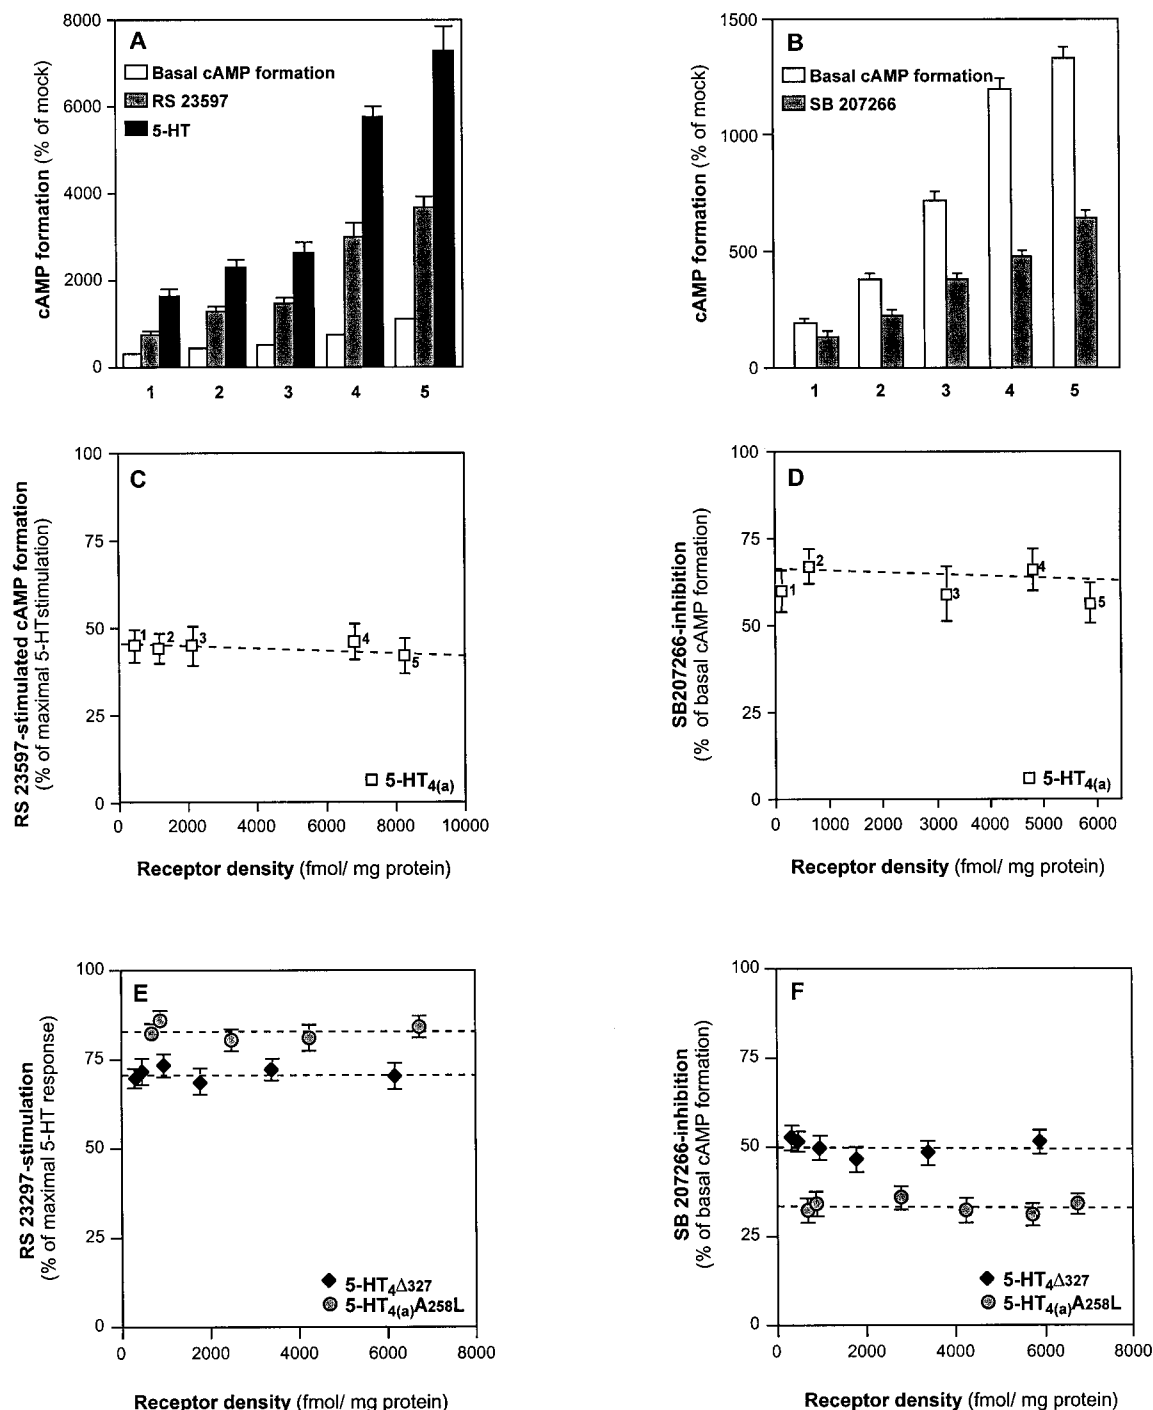 A
cAMP formation (% of mock)
8000
6000
4000
2000
0
Basal cAMP formation
RS 23597
5-HT
1 2 3 4 5
B
cAMP formation (% of mock)
1500
1000
500
0
Basal cAMP formation
SB 207266
1 2 3 4 5
C
RS 23597-stimulated cAMP formation
(% of maximal 5-HTstimulation)
100
75
50
25
0
1 2 3 4 5
5-HT4(a)
0 2000 4000 6000 8000 10000
Receptor density (fmol/ mg protein)
D
SB207266-inhibition
(% of basal cAMP formation)
100
75
50
25
0
1 2 3 4 5
5-HT4(a)
0 1000 2000 3000 4000 5000 6000
Receptor density (fmol/ mg protein)
E
RS 23297-stimulation
(% of maximal 5-HT response)
100
75
50
25
0
5-HT4Δ327
5-HT4(a)A258L
0 2000 4000 6000 8000
Receptor density (fmol/ mg protein)
F
SB 207266-inhibition
(% of basal cAMP formation)
100
75
50
25
0
5-HT4Δ327
5-HT4(a)A258L
0 2000 4000 6000 8000
Receptor density (fmol/ mg protein)